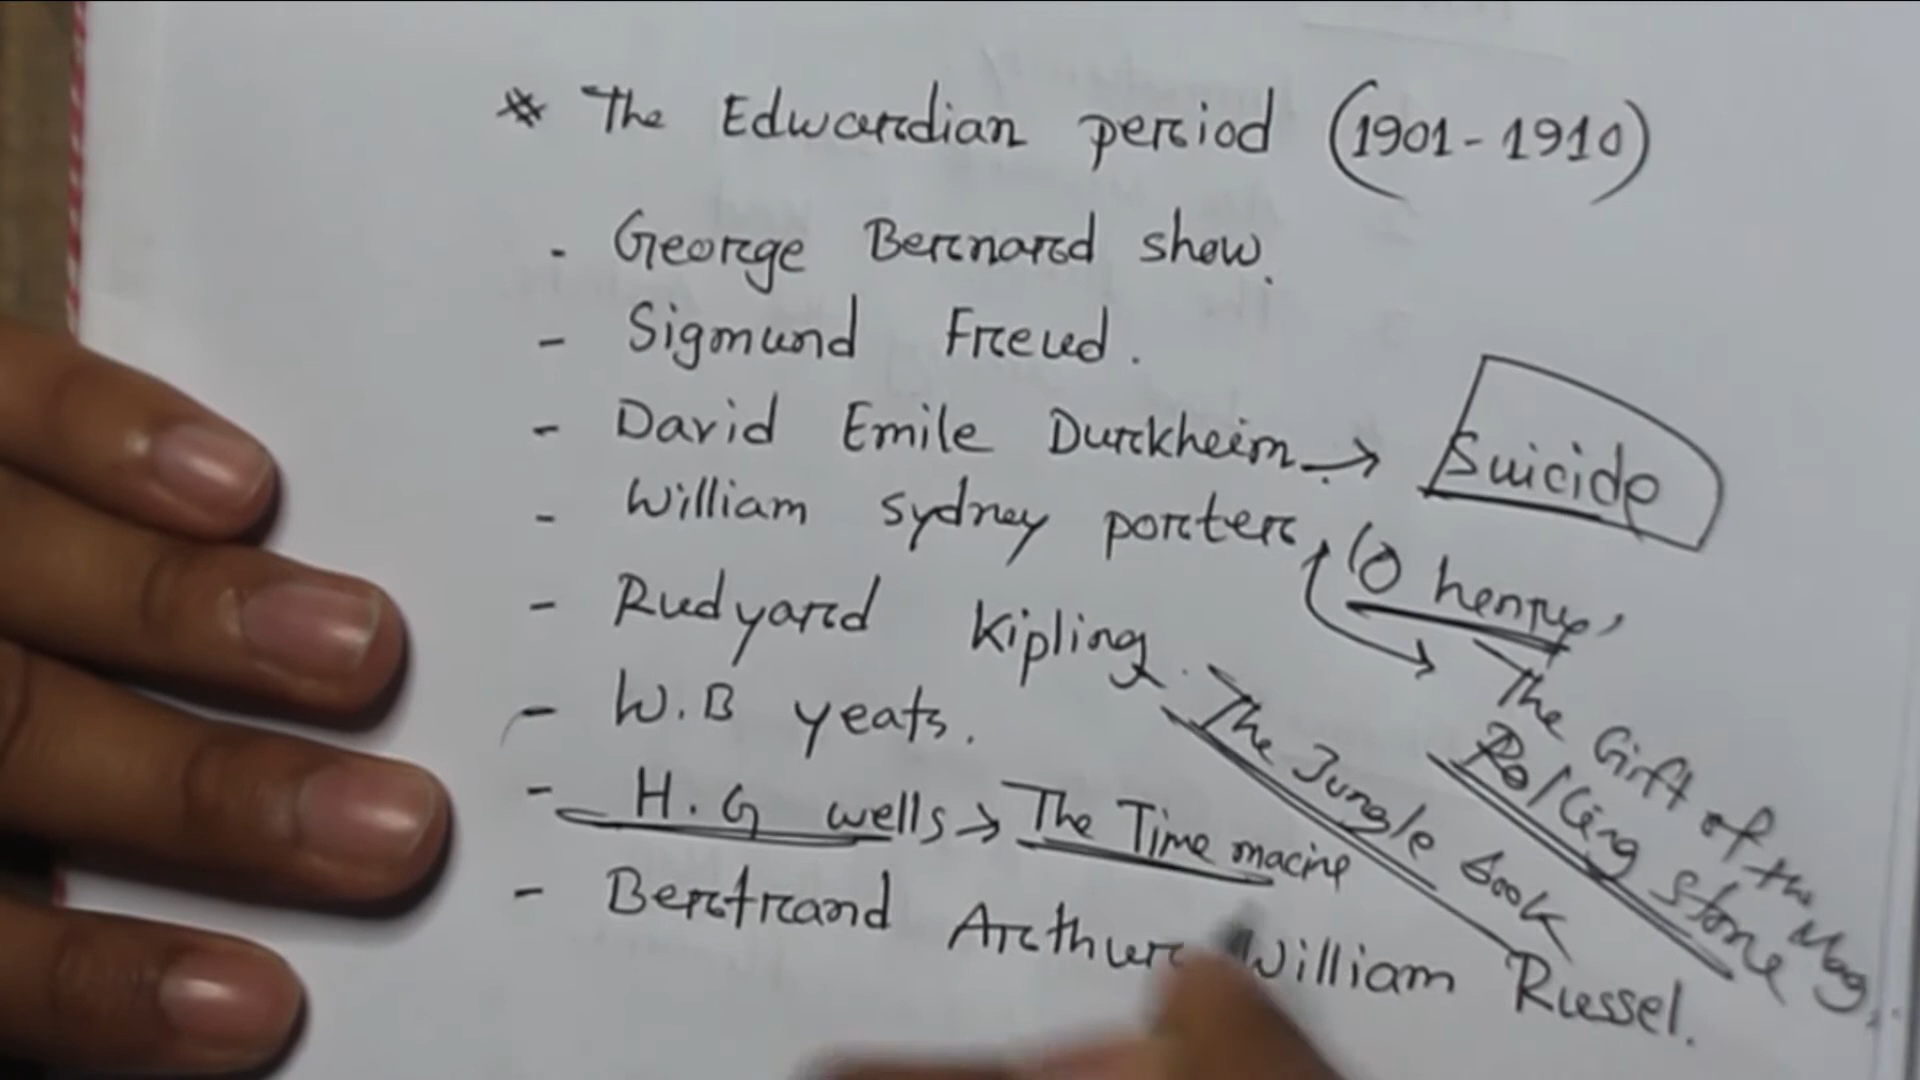 * The Edwardian period (1901-1910)
- George Bernard show.
- Sigmund Freud.
- David Emile Durkheim → Suicide
- William sydney porter, (O henry,
→ The Gift of the Mag.
Rolling stone
- Rudyard Kipling. The Jungle book
- W.B yeats.
- H.G wells → The Time macine
- Bertrand Arthur William Russel.